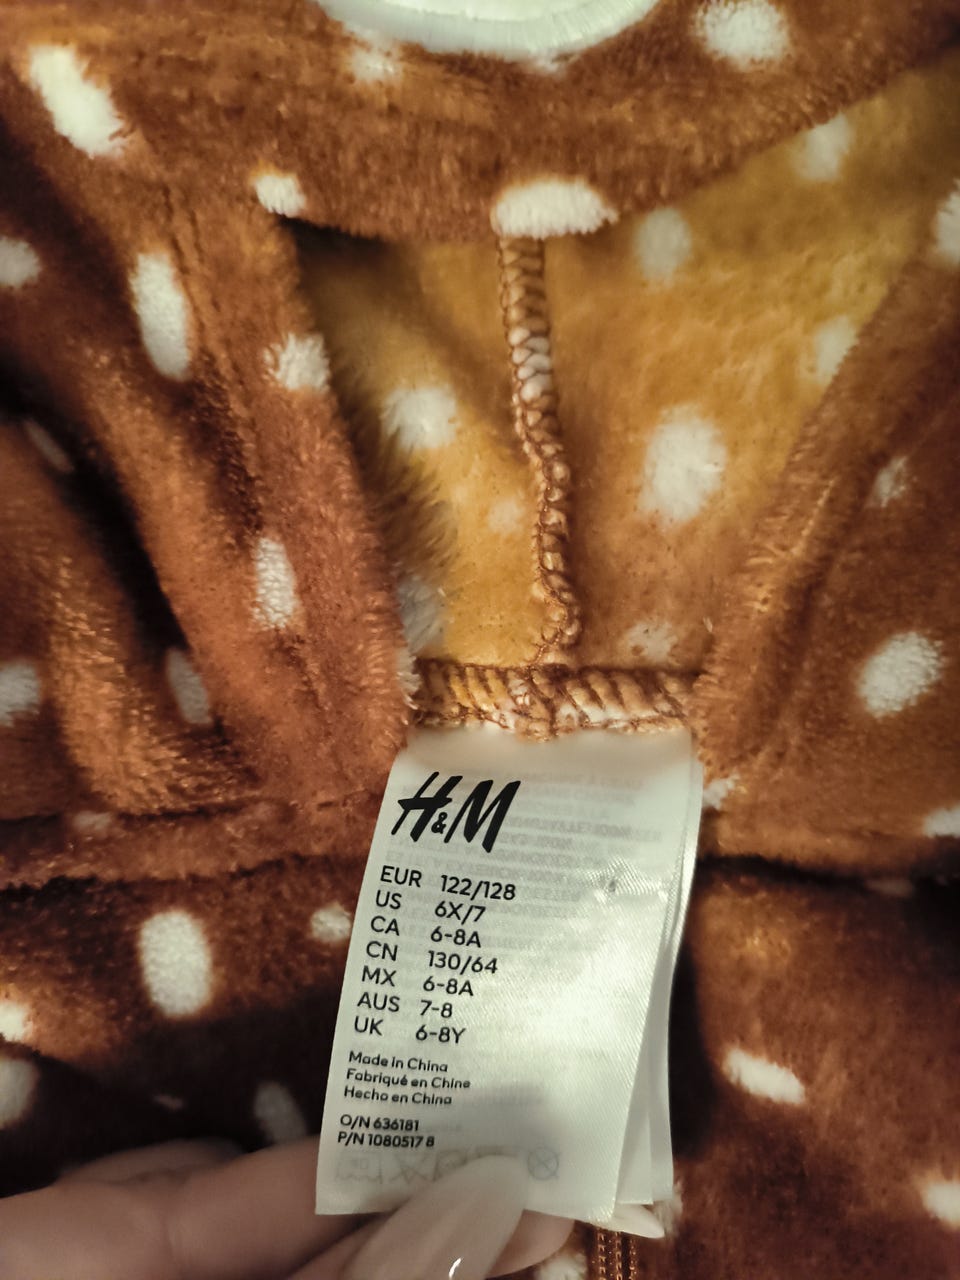 H&M
EUR 122/128
US 6X/7
CA 6-8A
CN 130/64
MX 6-8A
AUS 7-8
UK 6-8Y
Made in China
Fabriqué en Chine
Hecho en China
O/N 636181
P/N 1080517 8